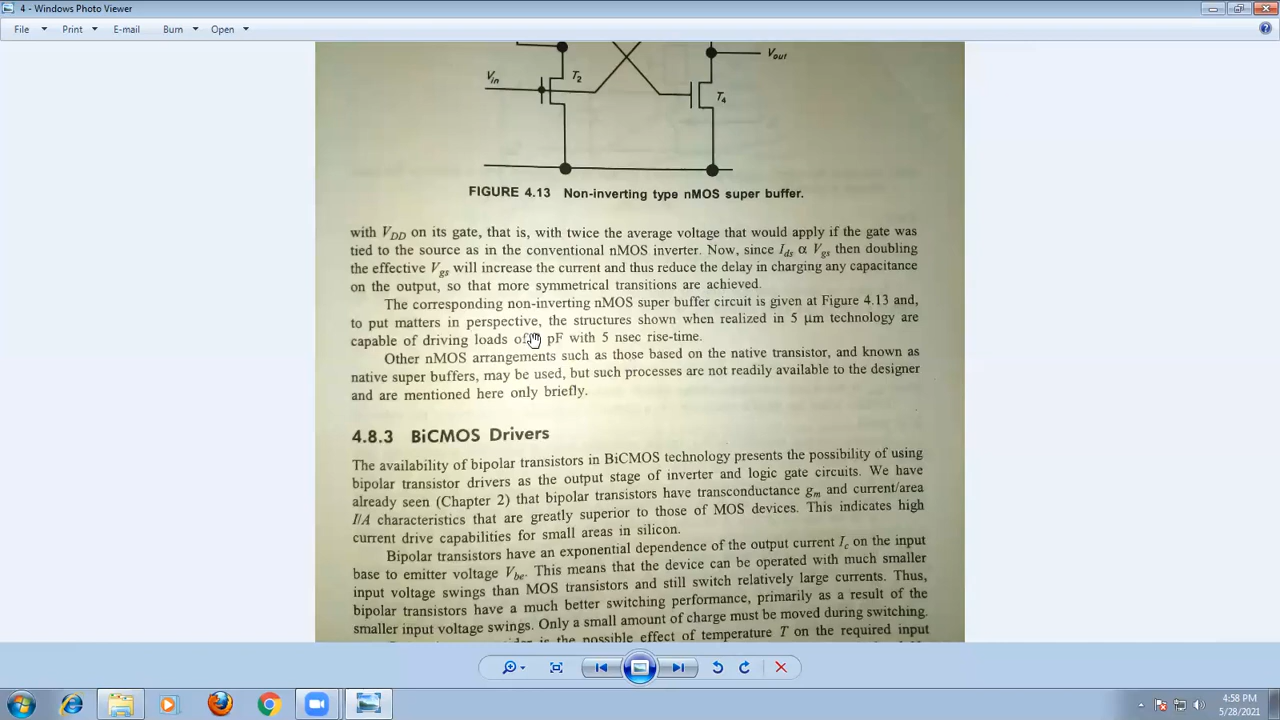 4 - Windows Photo Viewer
File Print E-mail Burn Open
Vout
Vin T2
T4
FIGURE 4.13 Non-inverting type nMOS super buffer.
with VDD on its gate, that is, with twice the average voltage that would apply if the gate was
tied to the source as in the conventional nMOS inverter. Now, since Ids α Vgs then doubling
the effective Vgs will increase the current and thus reduce the delay in charging any capacitance
on the output, so that more symmetrical transitions are achieved.
The corresponding non-inverting nMOS super buffer circuit is given at Figure 4.13 and,
to put matters in perspective, the structures shown when realized in 5 μm technology are
capable of driving loads of pF with 5 nsec rise-time.
Other nMOS arrangements such as those based on the native transistor, and known as
native super buffers, may be used, but such processes are not readily available to the designer
and are mentioned here only briefly.
4.8.3 BiCMOS Drivers
The availability of bipolar transistors in BiCMOS technology presents the possibility of using
bipolar transistor drivers as the output stage of inverter and logic gate circuits. We have
already seen (Chapter 2) that bipolar transistors have transconductance gm and current/area
I/A characteristics that are greatly superior to those of MOS devices. This indicates high
current drive capabilities for small areas in silicon.
Bipolar transistors have an exponential dependence of the output current Ic on the input
base to emitter voltage Vbe. This means that the device can be operated with much smaller
input voltage swings than MOS transistors and still switch relatively large currents. Thus,
bipolar transistors have a much better switching performance, primarily as a result of the
smaller input voltage swings. Only a small amount of charge must be moved during switching.
is the possible effect of temperature T on the required input
4:58 PM
5/28/2021